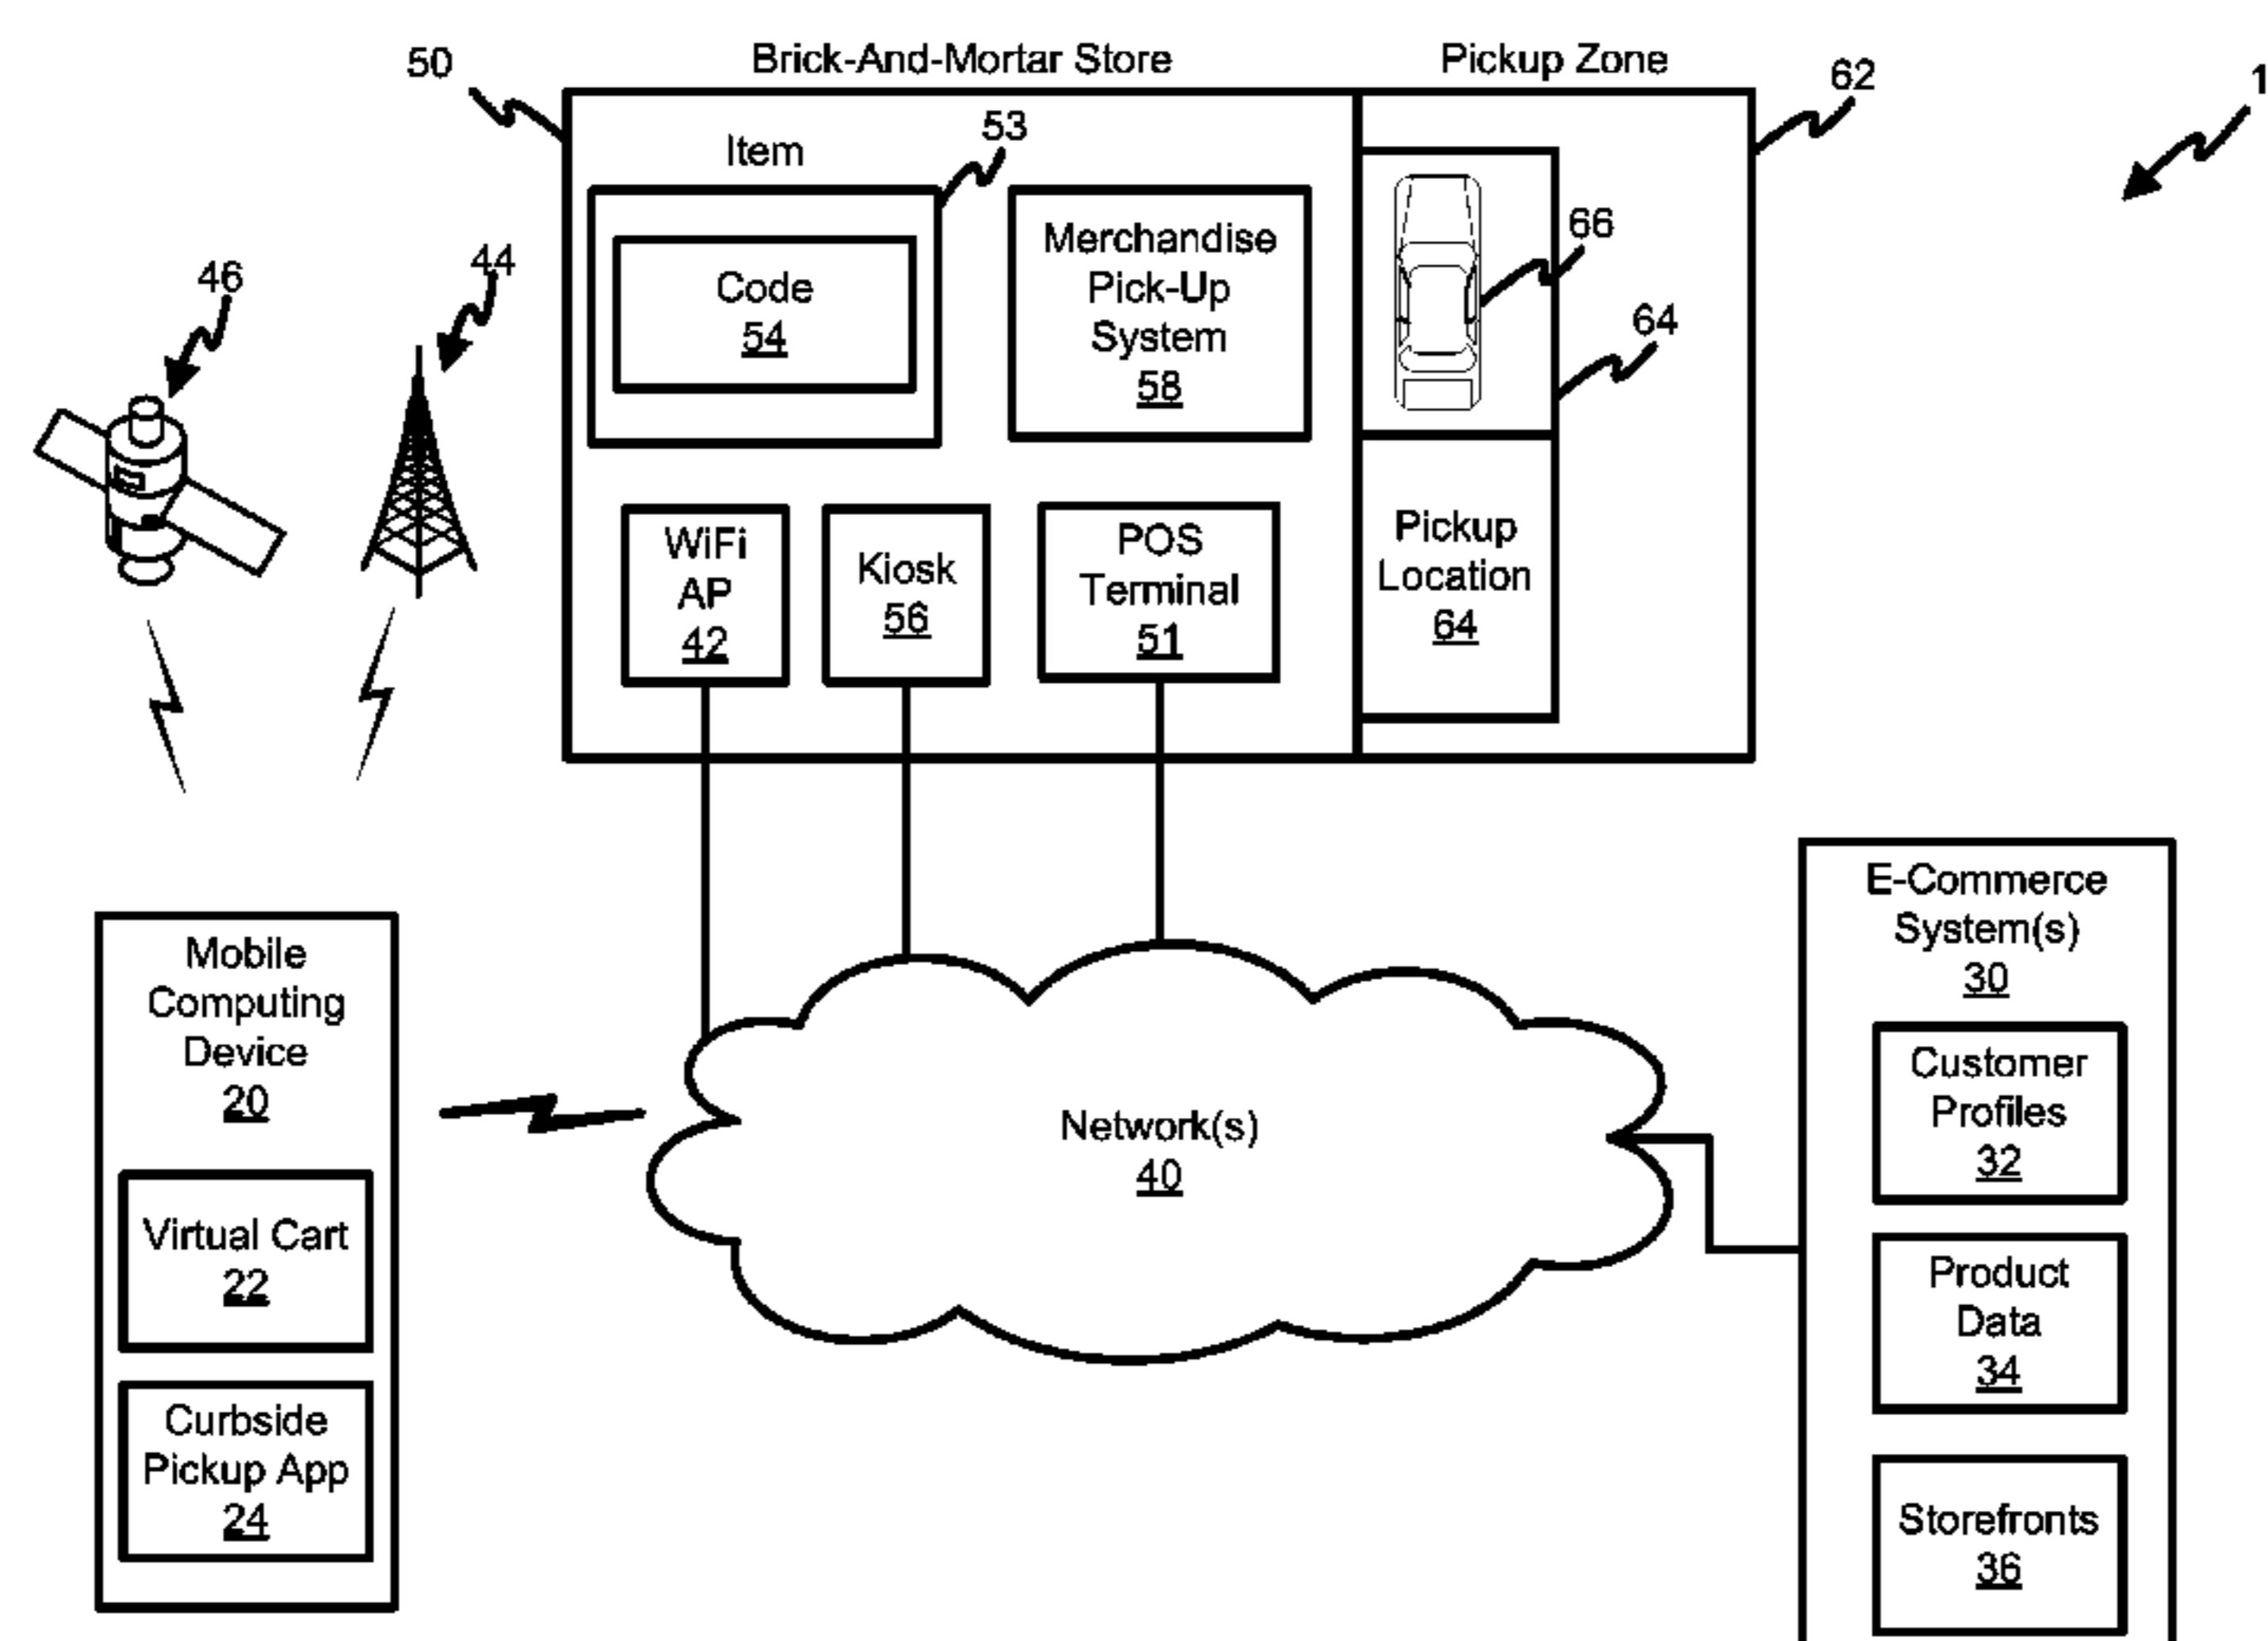 Brick-And-Mortar Store
Pickup Zone
50
62
1
53
Item
Code
54
Merchandise
Pick-Up
System
58
66
64
46
44
WiFi
AP
42
Kiosk
56
POS
Terminal
51
Pickup
Location
64
Mobile
Computing
Device
20
Virtual Cart
22
Curbside
Pickup App
24
Network(s)
40
E-Commerce
System(s)
30
Customer
Profiles
32
Product
Data
34
Storefronts
36